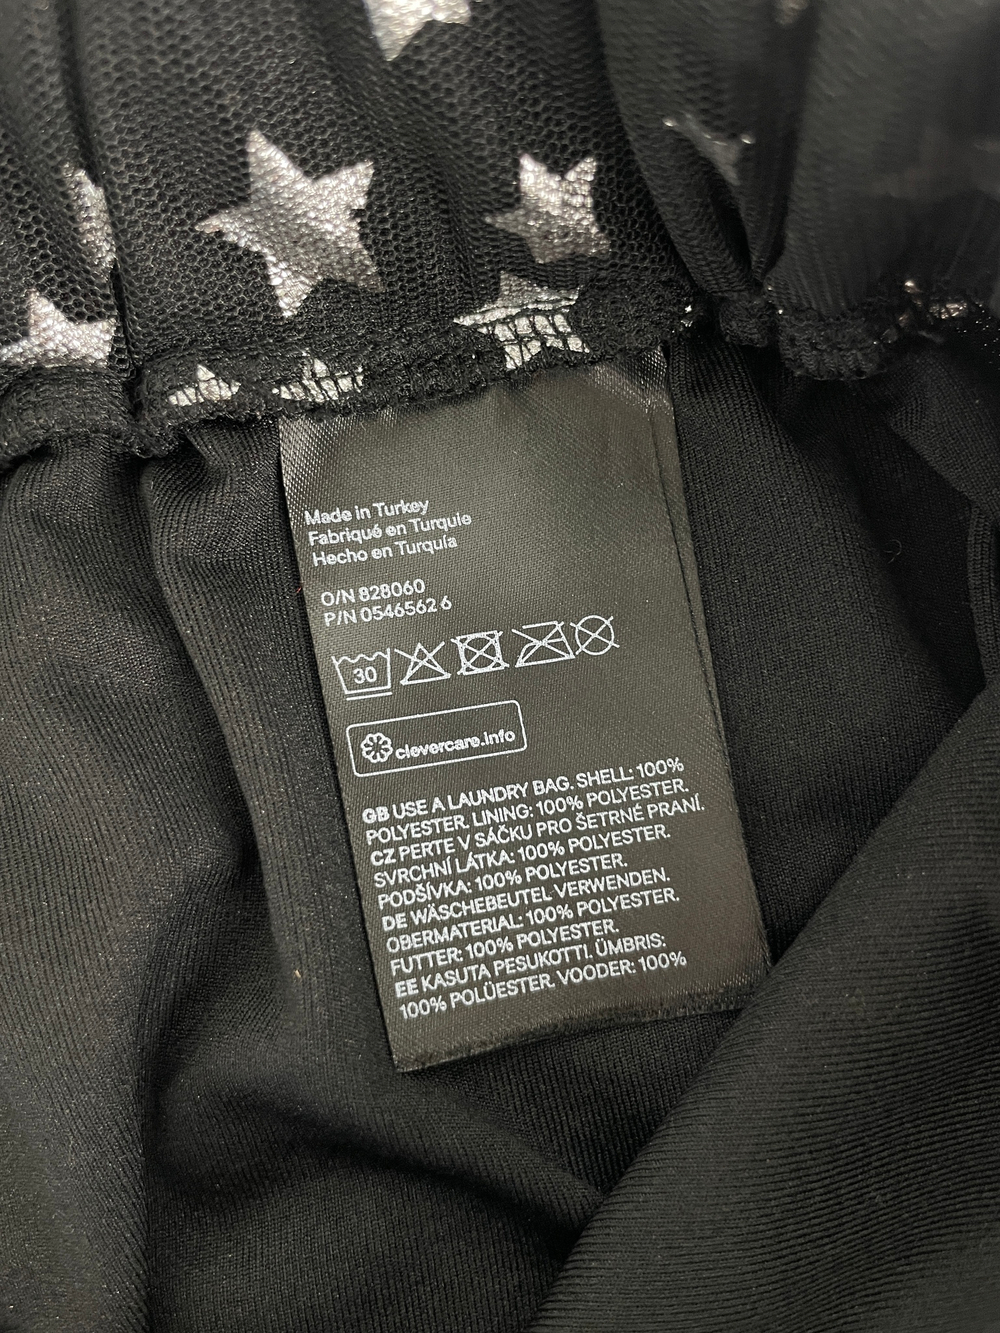 Made in Turkey
Fabriqué en Turquie
Hecho en Turquía
O/N 828060
P/N 0546562 6
30
clevercare.info
GB USE A LAUNDRY BAG. SHELL: 100%
POLYESTER. LINING: 100% POLYESTER.
CZ PERTE V SÁČKU PRO ŠETRNÉ PRANÍ.
SVRCHNÍ LÁTKA: 100% POLYESTER.
PODŠÍVKA: 100% POLYESTER.
DE WÄSCHEBEUTEL VERWENDEN.
OBERMATERIAL: 100% POLYESTER.
FUTTER: 100% POLYESTER.
EE KASUTA PESUKOTTI. ÜMBRIS:
100% POLÜESTER. VOODER: 100%